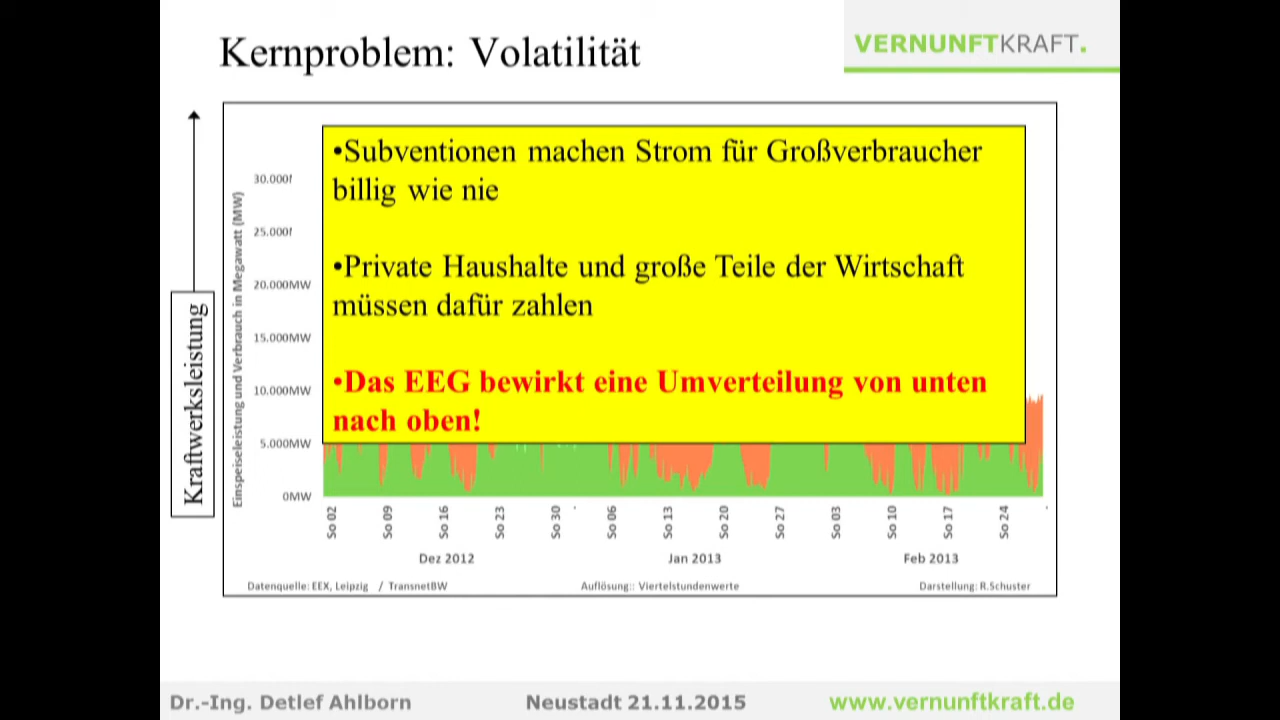 Kernproblem: Volatilität
VERNUNFTKRAFT.
•Subventionen machen Strom für Großverbraucher
billig wie nie
•Private Haushalte und große Teile der Wirtschaft
müssen dafür zahlen
•Das EEG bewirkt eine Umverteilung von unten
nach oben!
Kraftwerksleistung
Einspeiseleistung und Verbrauch in Megawatt (MW)
30.000
25.000
20.000MW
15.000MW
10.000MW
5.000MW
0MW
So 02
So 09
So 16
So 23
So 30
So 06
So 13
So 20
So 27
So 03
So 10
So 17
So 24
Dez 2012
Jan 2013
Feb 2013
Datenquelle: EEX, Leipzig / TransnetBW
Auflösung:: Viertelstundenwerte
Darstellung: R.Schuster
Dr.-Ing. Detlef Ahlborn
Neustadt 21.11.2015
www.vernunftkraft.de